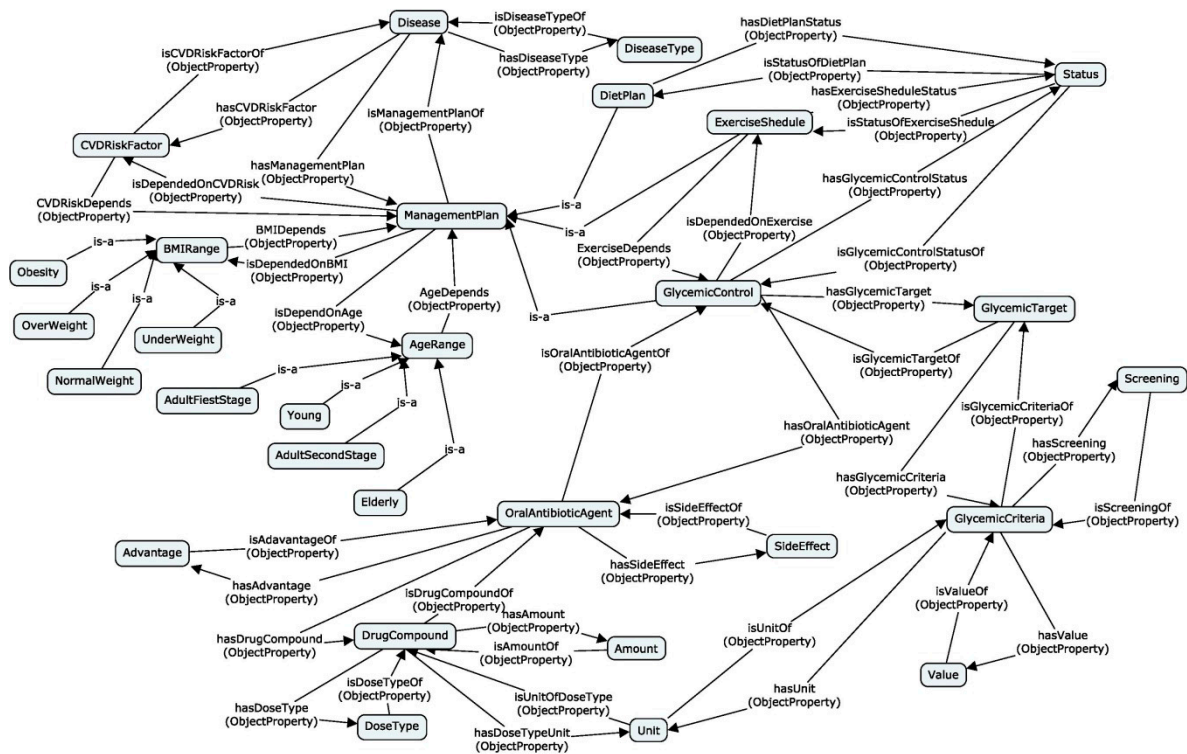 Disease
isDiseaseTypeOf
(ObjectProperty)
DiseaseType
hasDiseaseType
(ObjectProperty)
hasDietPlanStatus
(ObjectProperty)
isCVDRiskFactorOf
(ObjectProperty)
isStatusOfDietPlan
(ObjectProperty)
Status
DietPlan
hasExerciseSheduleStatus
(ObjectProperty)
hasCVDRiskFactor
(ObjectProperty)
isManagementPlanOf
(ObjectProperty)
ExerciseShedule
isStatusOfExerciseShedule
(ObjectProperty)
CVDRiskFactor
hasManagementPlan
(ObjectProperty)
isDependedOnCVDRisk
(ObjectProperty)
CVDRiskDepends
(ObjectProperty)
hasGlycemicControlStatus
(ObjectProperty)
is-a
ManagementPlan
is-a
isDependedOnExercise
(ObjectProperty)
BMIDepends
(ObjectProperty)
is-a
BMIRange
ExerciseDepends
(ObjectProperty)
isGlycemicControlStatusOf
(ObjectProperty)
Obesity
is-a
isDependedOnBMI
(ObjectProperty)
GlycemicControl
hasGlycemicTarget
(ObjectProperty)
GlycemicTarget
is-a
AgeDepends
(ObjectProperty)
is-a
OverWeight
is-a
UnderWeight
isDependOnAge
(ObjectProperty)
AgeRange
isOralAntibioticAgentOf
(ObjectProperty)
isGlycemicTargetOf
(ObjectProperty)
NormalWeight
is-a
AdultFiestStage
is-a
Young
is-a
Screening
isGlycemicCriteriaOf
(ObjectProperty)
hasOralAntibioticAgent
(ObjectProperty)
hasScreening
(ObjectProperty)
AdultSecondStage
is-a
Elderly
hasGlycemicCriteria
(ObjectProperty)
OralAntibioticAgent
isSideEffectOf
(ObjectProperty)
GlycemicCriteria
isScreeningOf
(ObjectProperty)
Advantage
isAdavantageOf
(ObjectProperty)
SideEffect
hasSideEffect
(ObjectProperty)
hasAdvantage
(ObjectProperty)
isDrugCompoundOf
(ObjectProperty)
isValueOf
(ObjectProperty)
hasAmount
(ObjectProperty)
hasDrugCompound
(ObjectProperty)
DrugCompound
isAmountOf
(ObjectProperty)
Amount
isUnitOf
(ObjectProperty)
hasValue
(ObjectProperty)
Value
isDoseTypeOf
(ObjectProperty)
isUnitOfDoseType
(ObjectProperty)
hasUnit
(ObjectProperty)
hasDoseType
(ObjectProperty)
DoseType
hasDoseTypeUnit
(ObjectProperty)
Unit